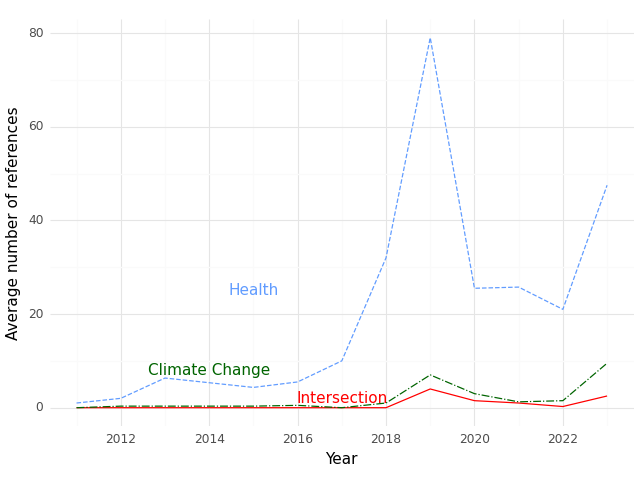 80
60
40
20
0
Average number of references
Health
Climate Change
Intersection
2012 2014 2016 2018 2020 2022
Year